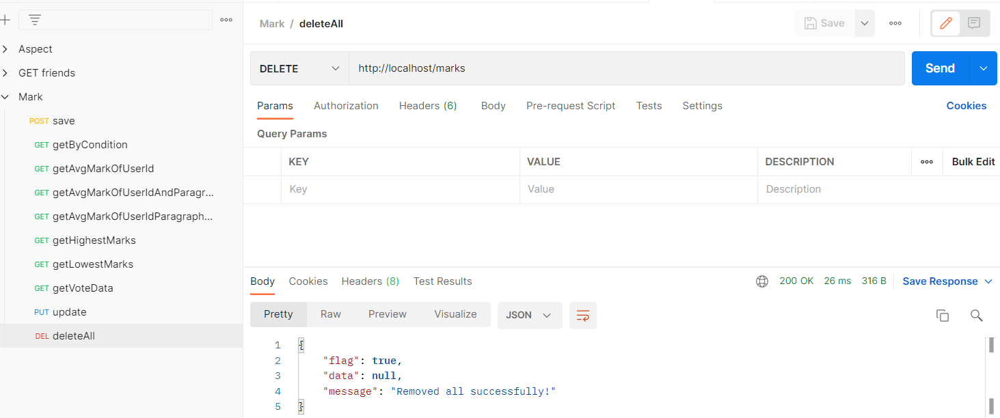 Aspect
GET friends
Mark
POST save
GET getByCondition
GET getAvgMarkOfUserId
GET getAvgMarkOfUserIdAndParagr...
GET getAvgMarkOfUserIdParagraph...
GET getHighestMarks
GET getLowestMarks
GET getVoteData
PUT update
DEL deleteAll
Mark / deleteAll
Save
DELETE http://localhost/marks Send
Params Authorization Headers (6) Body Pre-request Script Tests Settings Cookies
Query Params
KEY VALUE DESCRIPTION Bulk Edit
Key Value Description
Body Cookies Headers (8) Test Results 200 OK 26 ms 316 B Save Response
Pretty Raw Preview Visualize JSON
1 {
2 "flag": true,
3 "data": null,
4 "message": "Removed all successfully!"
5 }